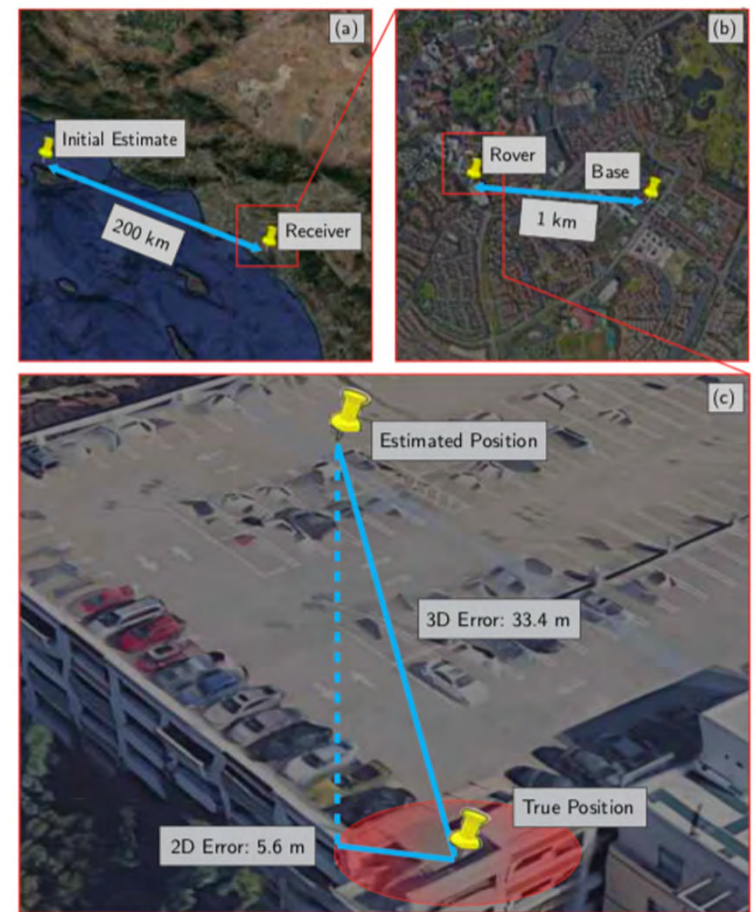 (a)
Initial Estimate
200 km
Receiver
(b)
Rover
Base
1 km
(c)
Estimated Position
3D Error: 33.4 m
True Position
2D Error: 5.6 m